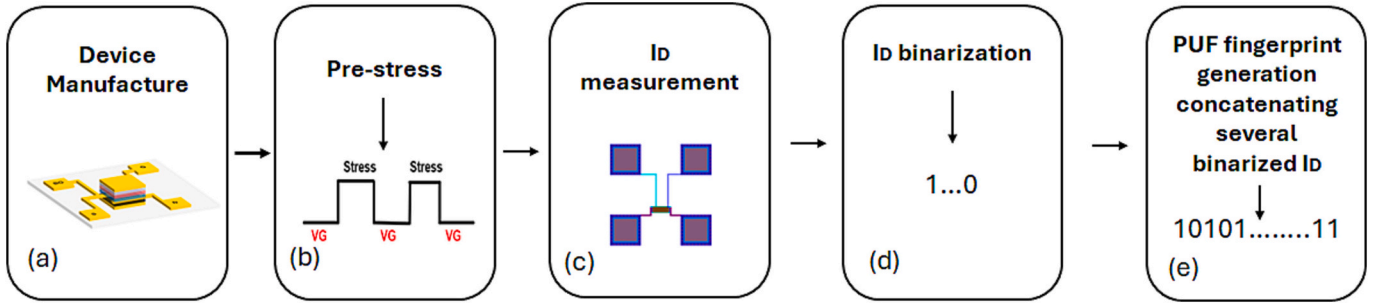 Device
Manufacture
(a)
Pre-stress
Stress Stress
VG VG VG
(b)
ID
measurement
(c)
ID binarization
1...0
(d)
PUF fingerprint
generation
concatenating
several
binarized ID
10101........11
(e)